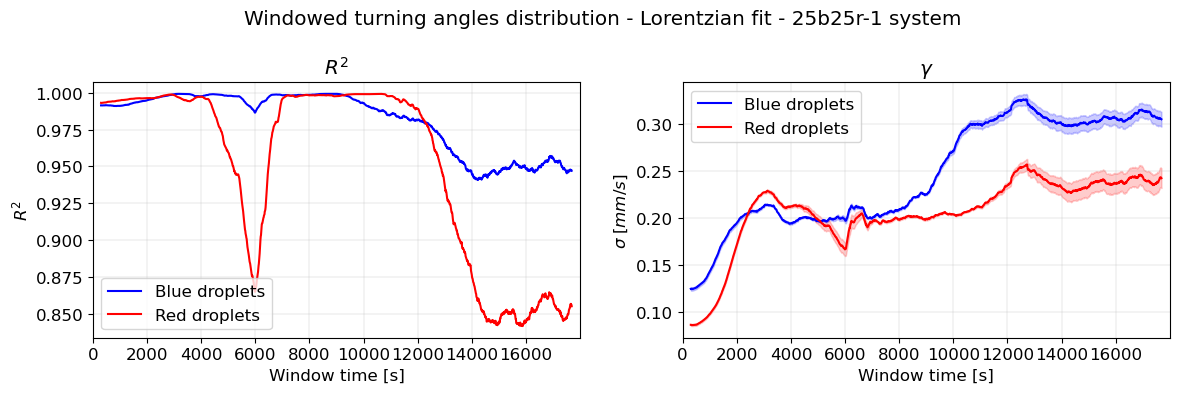 Windowed turning angles distribution - Lorentzian fit - 25b25r-1 system
R²
R²
1.000
0.975
0.950
0.925
0.900
0.875
0.850
Blue droplets
Red droplets
0 2000 4000 6000 8000 10000 12000 14000 16000
Window time [s]
γ
σ [mm/s]
0.30
0.25
0.20
0.15
0.10
Blue droplets
Red droplets
0 2000 4000 6000 8000 10000 12000 14000 16000
Window time [s]